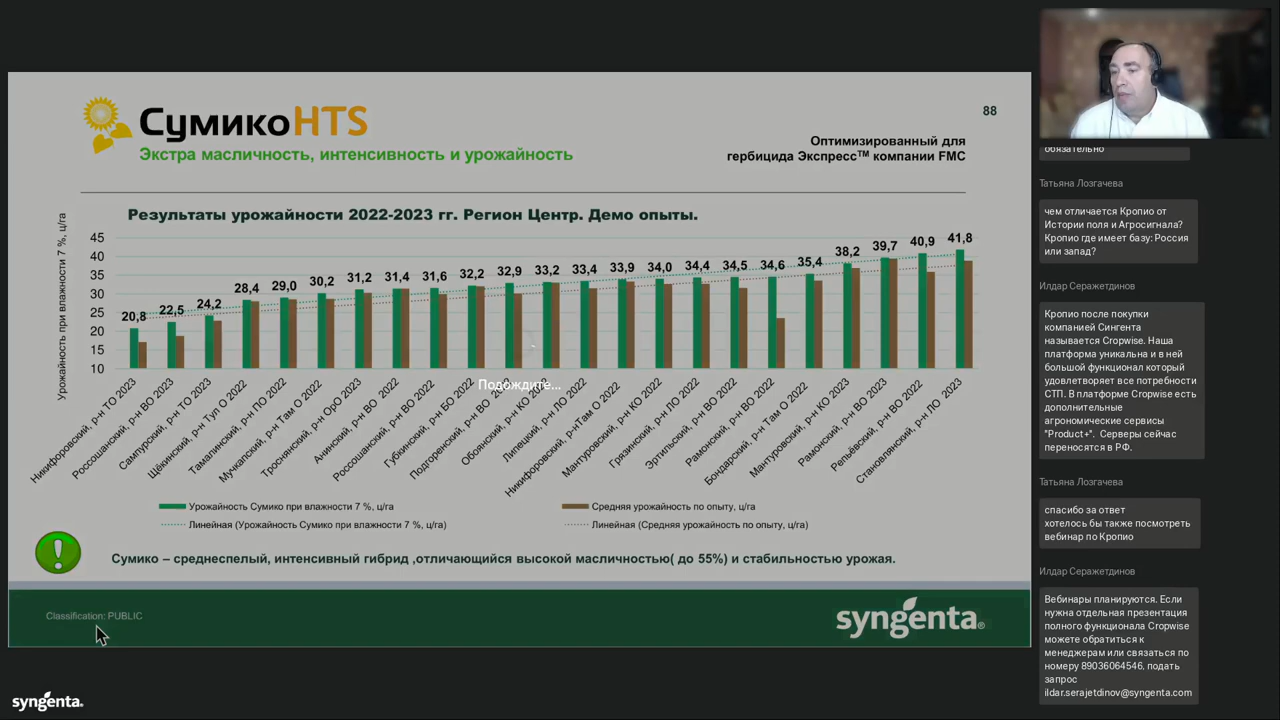 СумикоHTS
Экстра масличность, интенсивность и урожайность
88
Оптимизированный для
гербицида Экспресс™ компании FMC
Результаты урожайности 2022-2023 гг. Регион Центр. Демо опыты.
Урожайность при влажности 7 %, ц/га
45
40
35
30
25
20
15
10
20,8
22,5
24,2
28,4
29,0
30,2
31,2
31,4
31,6
32,2
32,9
33,2
33,4
33,9
34,0
34,4
34,5
34,6
35,4
38,2
39,7
40,9
41,8
Никифоровский, р-н ТО 2023
Россошанский, р-н ВО 2023
Сампурский, р-н ТО 2023
Щёкинский, р-н Тул О 2022
Тамалинский, р-н ПО 2022
Мучкапский, р-н Там О 2022
Троснянский, р-н ОрО 2023
Аннинский, р-н ВО 2022
Россошанский, р-н ВО 2022
Губкинский, р-н БО 2022
Подгоренский, р-н ВО 2022
Обоянский, р-н КО 2022
Липецкий, р-н ЛО 2022
Никифоровский, р-нТам О 2022
Мантуровский, р-н КО 2022
Грязинский, р-н ЛО 2022
Эртильский, р-н ВО 2022
Рамонский, р-н ВО 2022
Бондарский, р-н Там О 2022
Мантуровский, р-н КО 2023
Рамонский, р-н ВО 2023
Репьёвский, р-н ВО 2022
Становлянский, р-н ЛО 2023
Подождите...
Урожайность Сумико при влажности 7 %, ц/га
Средняя урожайность по опыту, ц/га
Линейная (Урожайность Сумико при влажности 7 %, ц/га)
Линейная (Средняя урожайность по опыту, ц/га)
Сумико – среднеспелый, интенсивный гибрид ,отличающийся высокой масличностью( до 55%) и стабильностью урожая.
Classification: PUBLIC
syngenta®
syngenta.
обязательно
Татьяна Лозгачева
чем отличается Кропио от
Истории поля и Агросигнала?
Кропио где имеет базу: Россия
или запад?
Илдар Серажетдинов
Кропио после покупки
компанией Сингента
называется Cropwise. Наша
платформа уникальна и в ней
большой функционал который
удовлетворяет все потребности
СТП. В платформе Cropwise есть
дополнительные
агрономические сервисы
"Product+". Серверы сейчас
переносятся в РФ.
Татьяна Лозгачева
спасибо за ответ
хотелось бы также посмотреть
вебинар по Кропио
Илдар Серажетдинов
Вебинары планируются. Если
нужна отдельная презентация
полного функционала Cropwise
можете обратиться к
менеджерам или связаться по
номеру 89036064546, подать
запрос
ildar.serajetdinov@syngenta.com